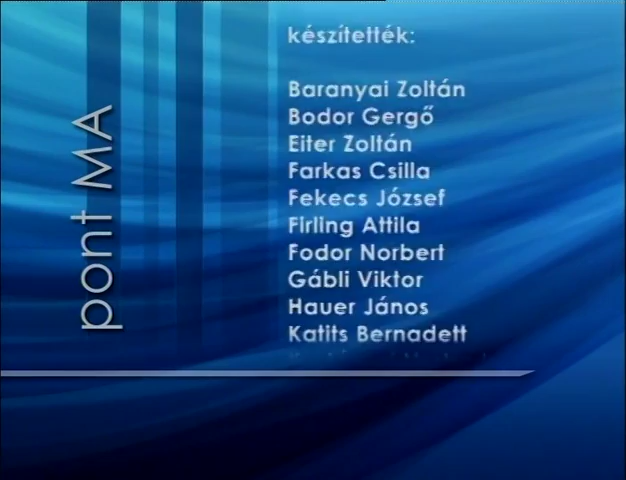 pont MA
készítették:
Baranyai Zoltán
Bodor Gergő
Eiter Zoltán
Farkas Csilla
Fekecs József
Firling Attila
Fodor Norbert
Gábli Viktor
Hauer János
Katits Bernadett